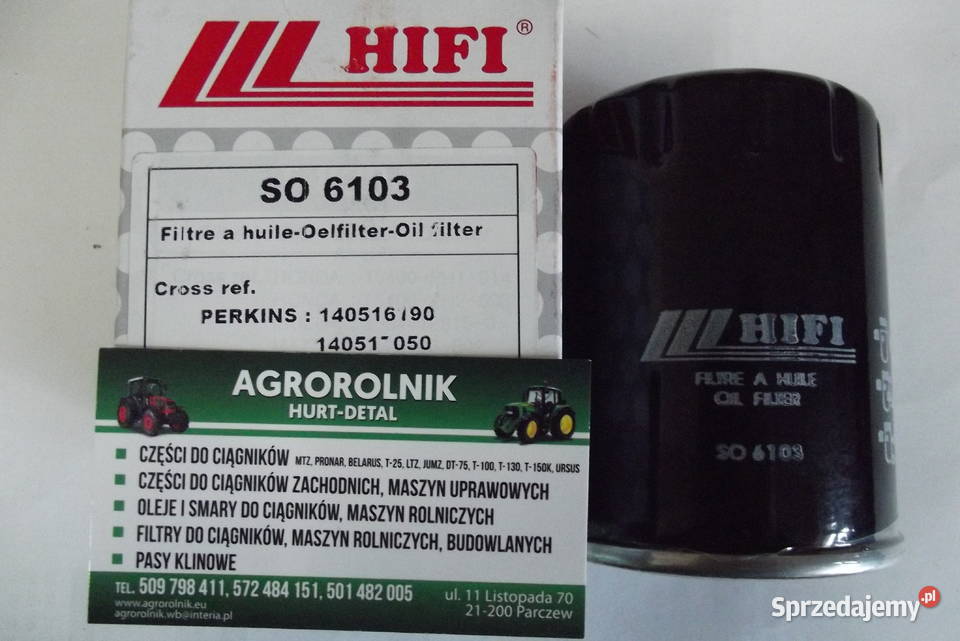 HIFI®
SO 6103
Filtre a huile-Oelfilter-Oil filter
Cross ref.
PERKINS : 140516190
140517050
AGROROLNIK
HURT-DETAL
CZĘŚCI DO CIĄGNIKÓW MTZ, PRONAR, BELARUS, T-25, LTZ, JUMZ, DT-75, T-100, T-130, T-150K, URSUS
CZĘŚCI DO CIĄGNIKÓW ZACHODNICH, MASZYN UPRAWOWYCH
OLEJE I SMARY DO CIĄGNIKÓW, MASZYN ROLNICZYCH
FILTRY DO CIĄGNIKÓW, MASZYN ROLNICZYCH, BUDOWLANYCH
PASY KLINOWE
TEL. 509 798 411, 572 484 151, 501 482 005
www.agrorolnik.eu
agrorolnik.wb@interia.pl
ul. 11 Listopada 70
21-200 Parczew
HIFI
FILTRE A HUILE
OIL FILTER
SO 6103
Sprzedajemy.pl